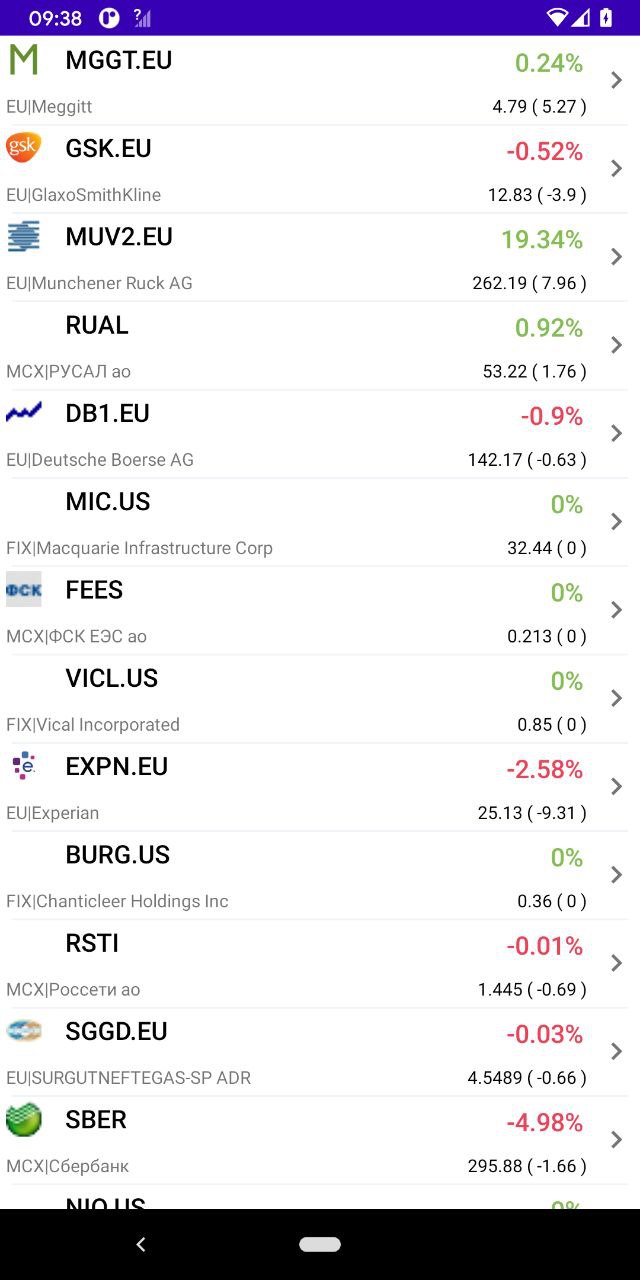 09:38
MGGT.EU
0.24%
EU|Meggitt
4.79 ( 5.27 )
gsk
GSK.EU
-0.52%
EU|GlaxoSmithKline
12.83 ( -3.9 )
MUV2.EU
19.34%
EU|Munchener Ruck AG
262.19 ( 7.96 )
RUAL
0.92%
MCX|РУСАЛ ао
53.22 ( 1.76 )
DB1.EU
-0.9%
EU|Deutsche Boerse AG
142.17 ( -0.63 )
MIC.US
0%
FIX|Macquarie Infrastructure Corp
32.44 ( 0 )
ФСК
FEES
0%
MCX|ФСК ЕЭС ао
0.213 ( 0 )
VICL.US
0%
FIX|Vical Incorporated
0.85 ( 0 )
e.
EXPN.EU
-2.58%
EU|Experian
25.13 ( -9.31 )
BURG.US
0%
FIX|Chanticleer Holdings Inc
0.36 ( 0 )
RSTI
-0.01%
MCX|Россети ао
1.445 ( -0.69 )
SGGD.EU
-0.03%
EU|SURGUTNEFTEGAS-SP ADR
4.5489 ( -0.66 )
SBER
-4.98%
MCX|Сбербанк
295.88 ( -1.66 )
NIO.US
0%